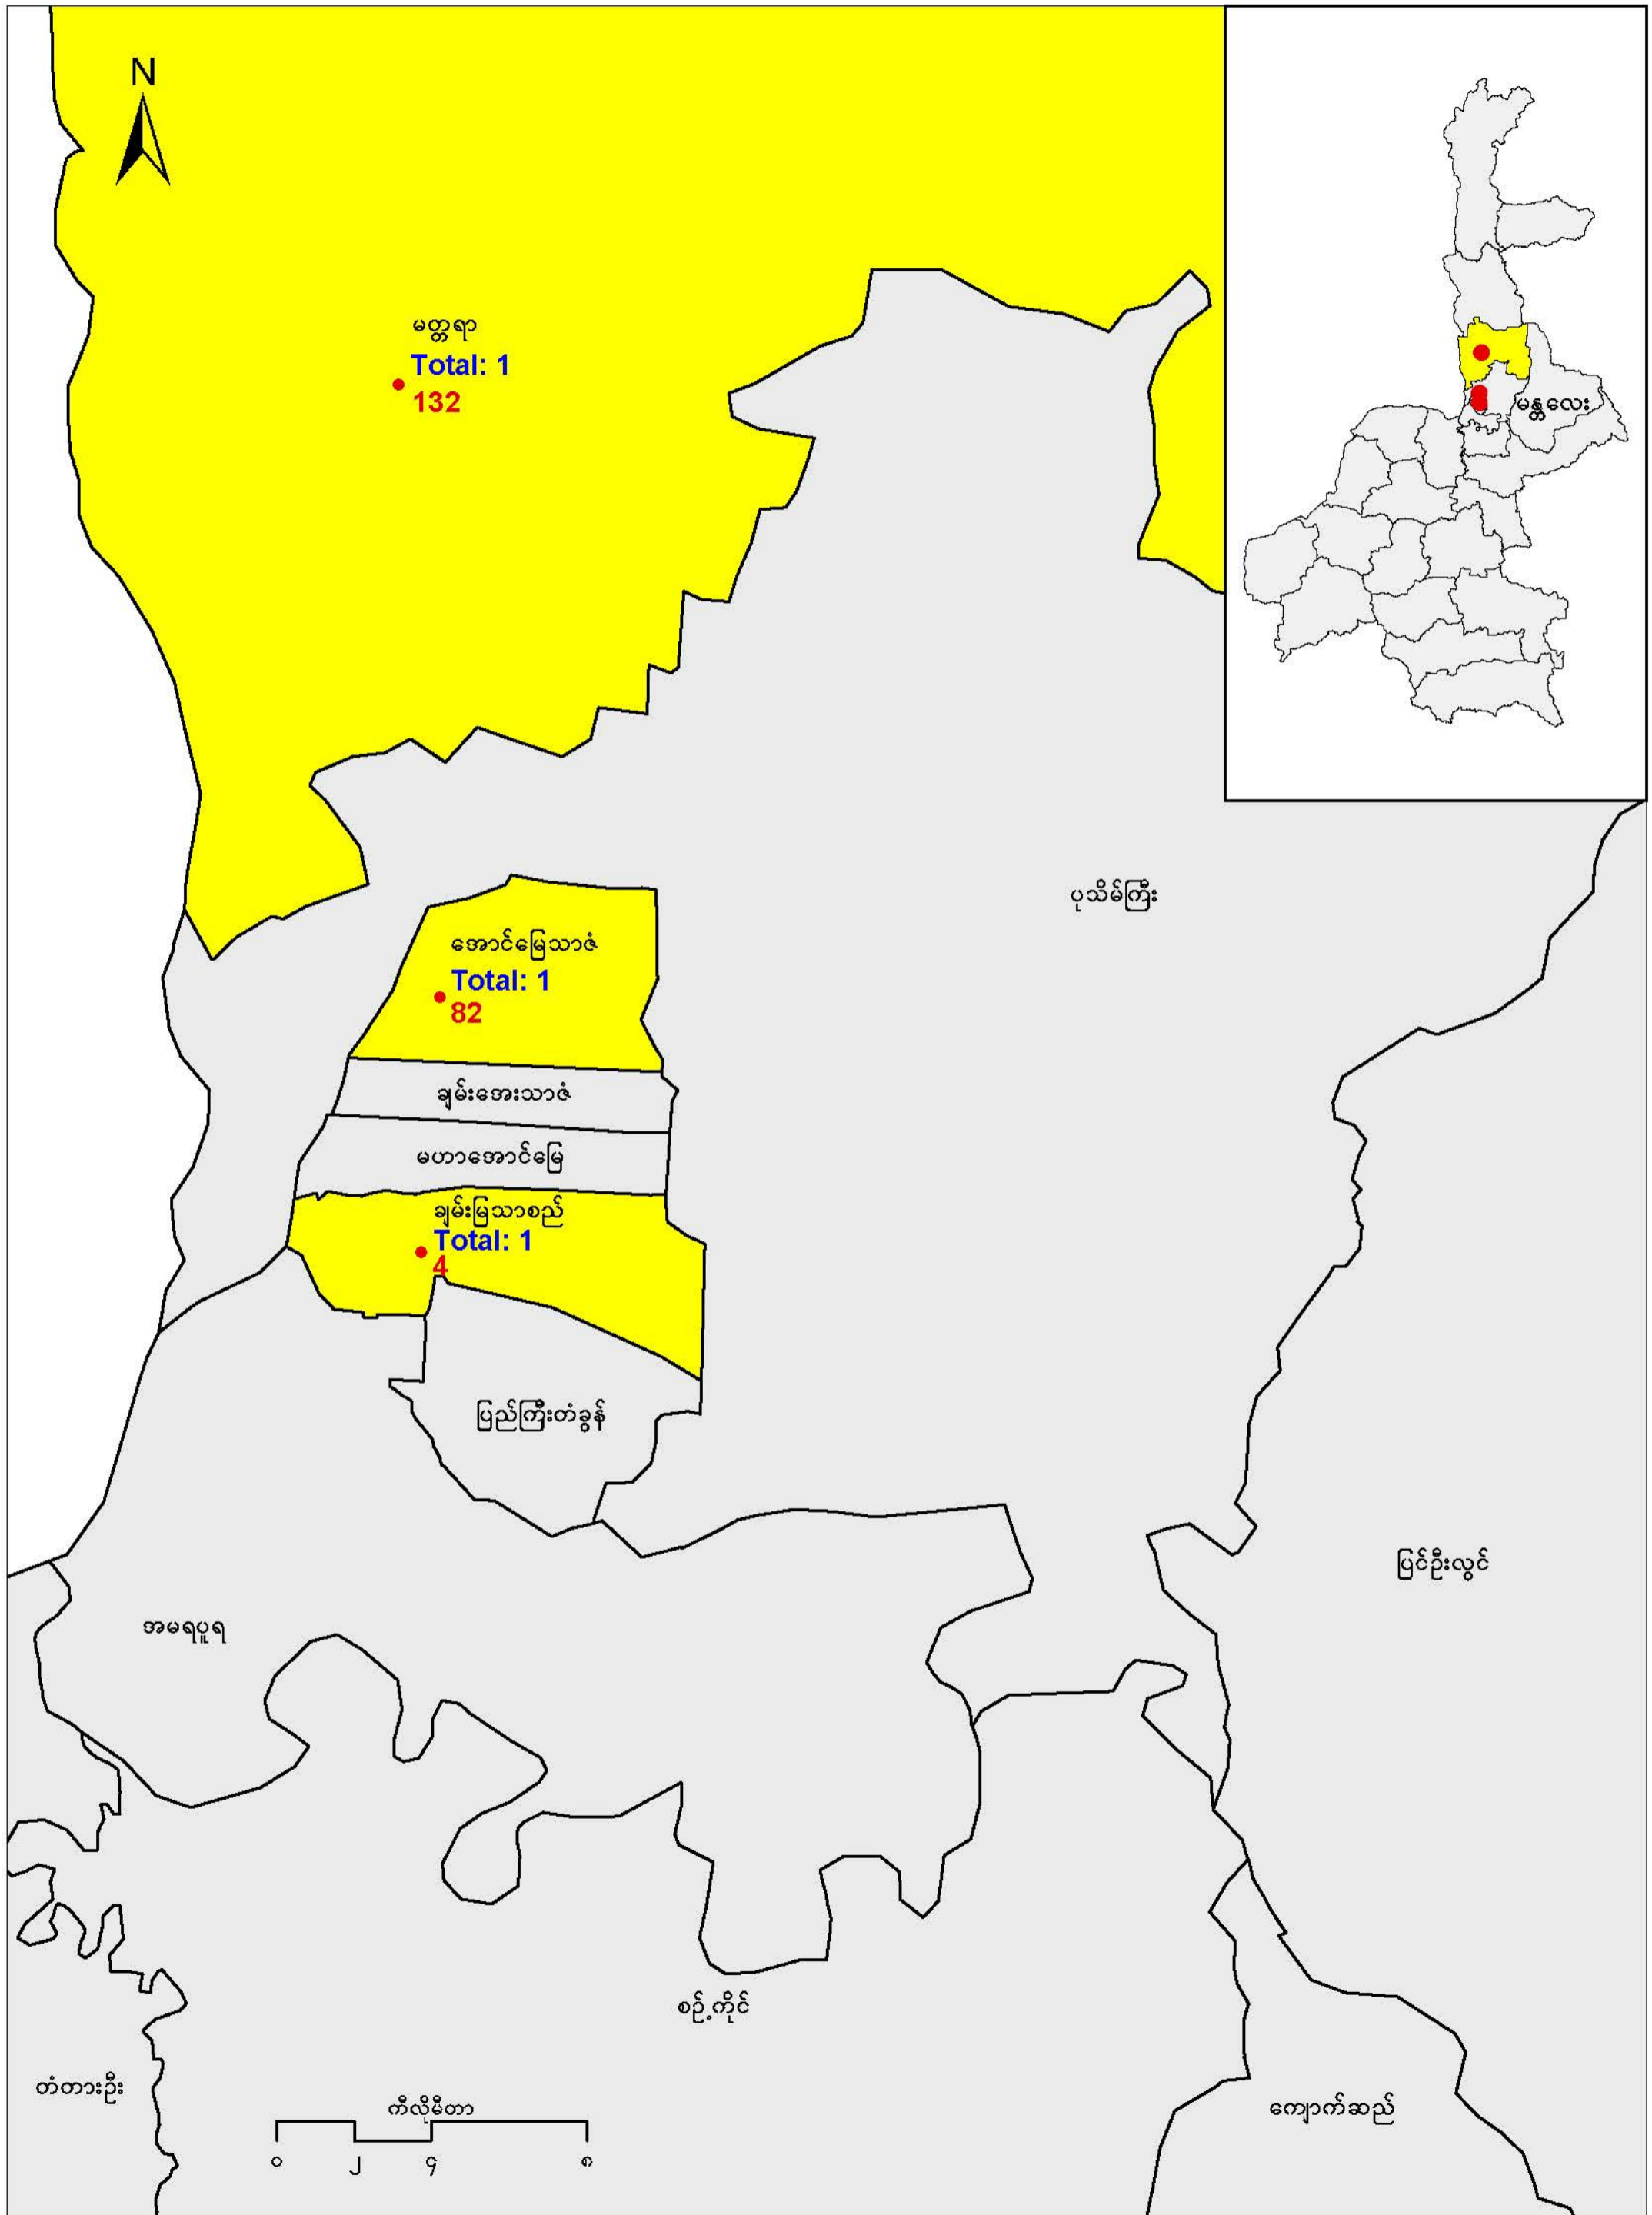 N
မတ္တရာ
Total: 1
132
မန္တလေး
ပုသိမ်ကြီး
အောင်မြေသာဇံ
Total: 1
82
ချမ်းအေးသာဇံ
မဟာအောင်မြေ
ချမ်းမြသာစည်
Total: 1
4
ပြည်ကြီးတံခွန်
ပြင်ဦးလွင်
အမရပူရ
စဉ့်ကိုင်
တံတားဦး
ကျောက်ဆည်
ကီလိုမီတာ
၀ ၂ ၄ ၈